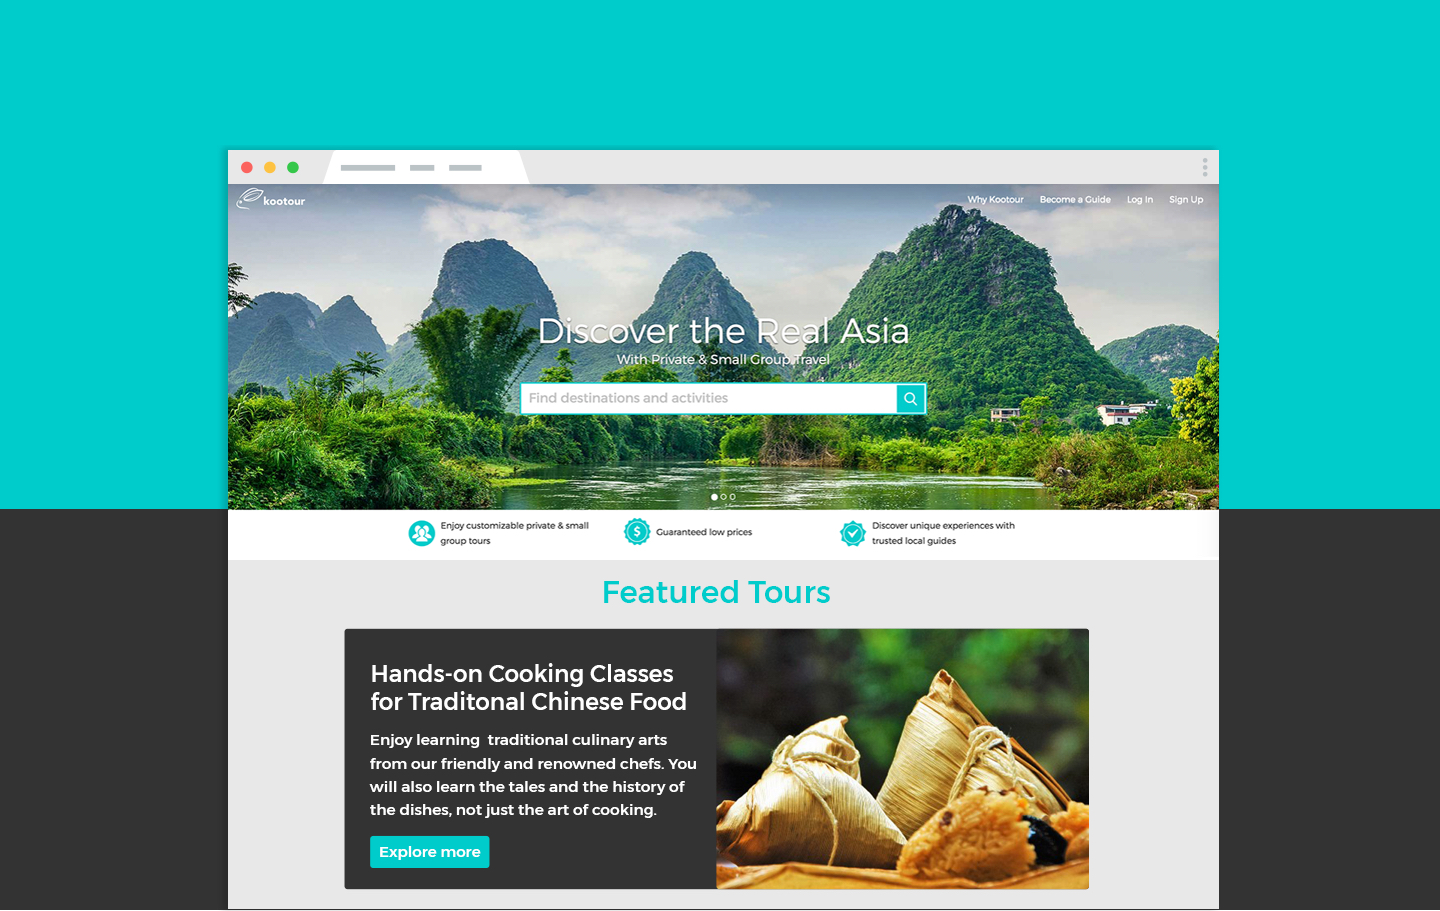 kootour
Why Kootour Become a Guide Log In Sign Up
Discover the Real Asia
With Private & Small Group Travel
Find destinations and activities
Enjoy customizable private & small
group tours
Guaranteed low prices
Discover unique experiences with
trusted local guides
Featured Tours
Hands-on Cooking Classes
for Traditonal Chinese Food
Enjoy learning traditional culinary arts
from our friendly and renowned chefs. You
will also learn the tales and the history of
the dishes, not just the art of cooking.
Explore more